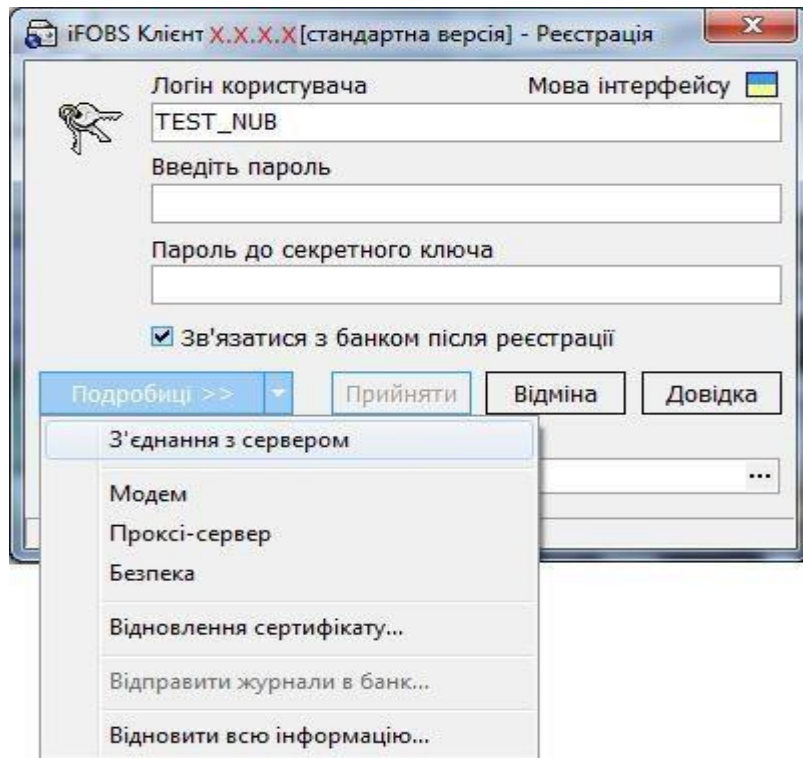 iFOBS Клієнт X.X.X.X[стандартна версія] - Реєстрація
Логін користувача Мова інтерфейсу
TEST_NUB
Введіть пароль
Пароль до секретного ключа
Зв'язатися з банком після реєстрації
Подробиці >> Прийняти Відміна Довідка
З'єднання з сервером
...
Модем
Проксі-сервер
Безпека
Відновлення сертифікату...
Відправити журнали в банк...
Відновити всю інформацію...